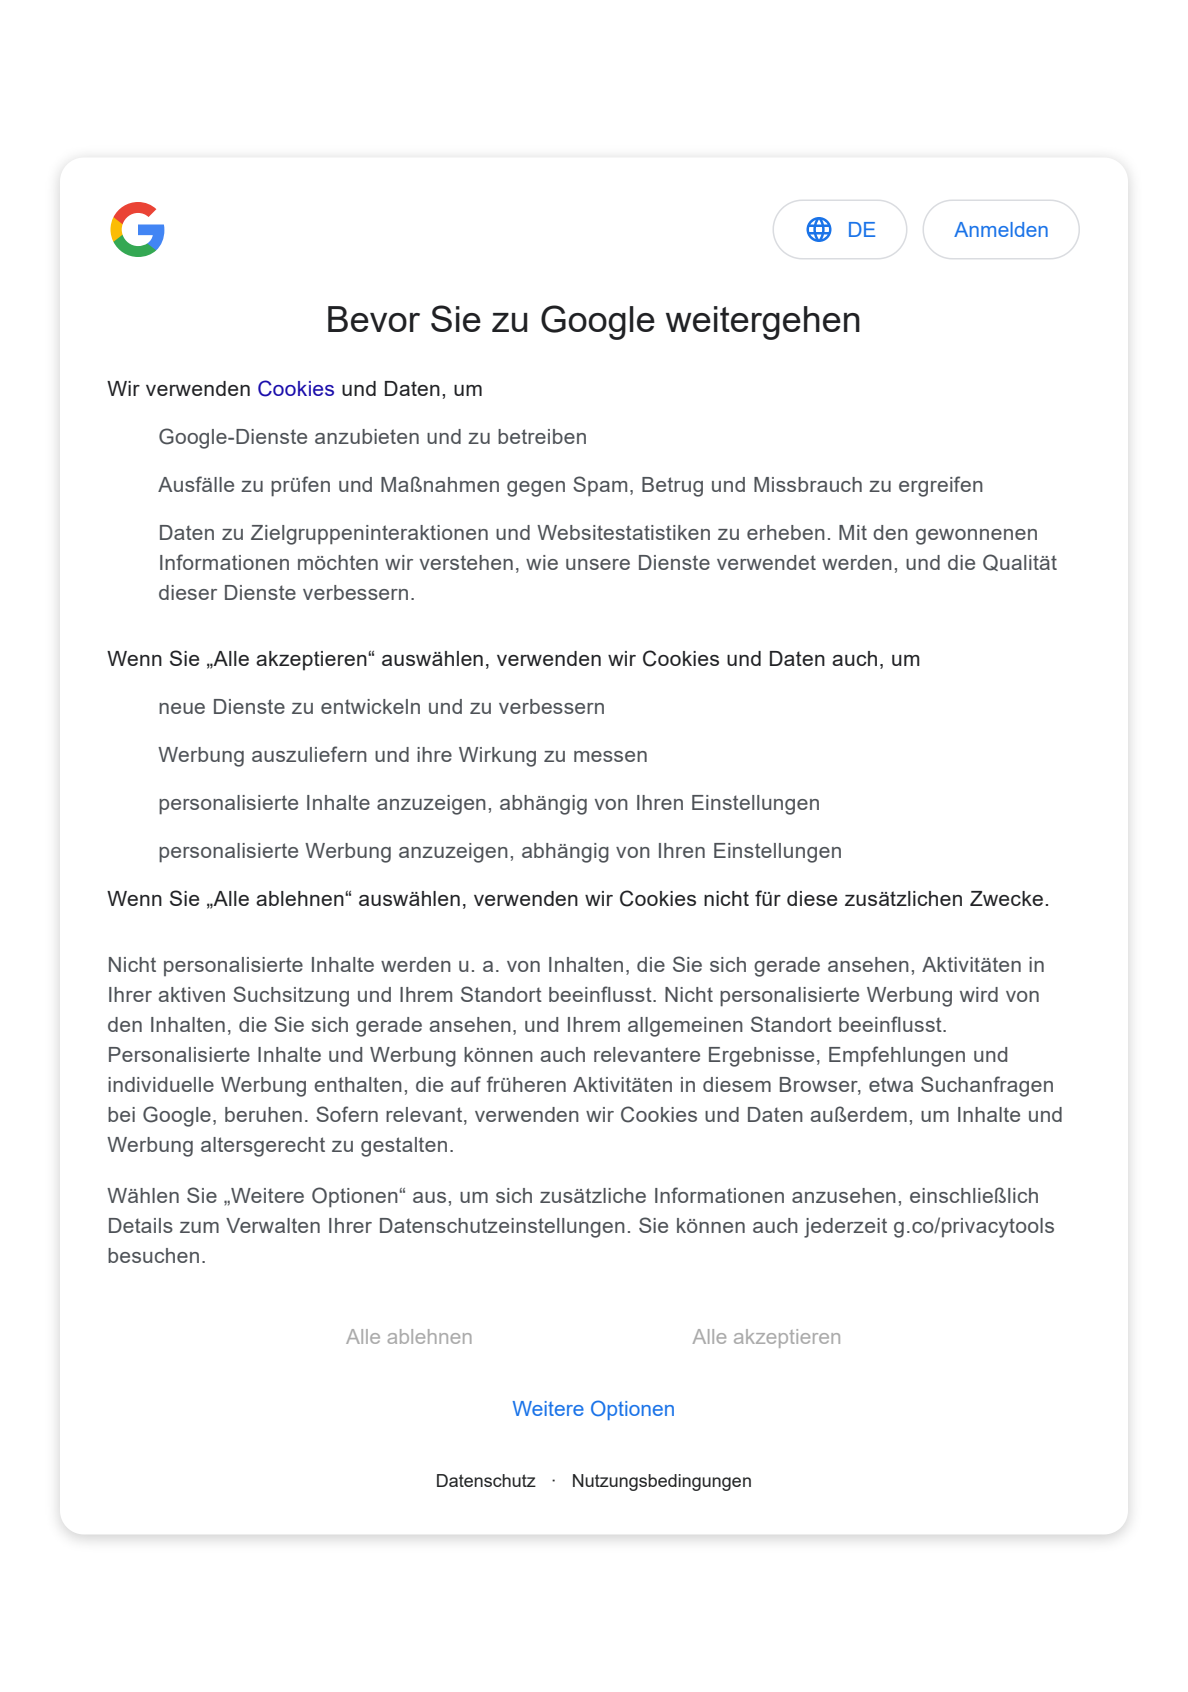 DE
Anmelden
Bevor Sie zu Google weitergehen
Wir verwenden Cookies und Daten, um
Google-Dienste anzubieten und zu betreiben
Ausfälle zu prüfen und Maßnahmen gegen Spam, Betrug und Missbrauch zu ergreifen
Daten zu Zielgruppeninteraktionen und Websitestatistiken zu erheben. Mit den gewonnenen
Informationen möchten wir verstehen, wie unsere Dienste verwendet werden, und die Qualität
dieser Dienste verbessern.
Wenn Sie „Alle akzeptieren“ auswählen, verwenden wir Cookies und Daten auch, um
neue Dienste zu entwickeln und zu verbessern
Werbung auszuliefern und ihre Wirkung zu messen
personalisierte Inhalte anzuzeigen, abhängig von Ihren Einstellungen
personalisierte Werbung anzuzeigen, abhängig von Ihren Einstellungen
Wenn Sie „Alle ablehnen“ auswählen, verwenden wir Cookies nicht für diese zusätzlichen Zwecke.
Nicht personalisierte Inhalte werden u. a. von Inhalten, die Sie sich gerade ansehen, Aktivitäten in
Ihrer aktiven Suchsitzung und Ihrem Standort beeinflusst. Nicht personalisierte Werbung wird von
den Inhalten, die Sie sich gerade ansehen, und Ihrem allgemeinen Standort beeinflusst.
Personalisierte Inhalte und Werbung können auch relevantere Ergebnisse, Empfehlungen und
individuelle Werbung enthalten, die auf früheren Aktivitäten in diesem Browser, etwa Suchanfragen
bei Google, beruhen. Sofern relevant, verwenden wir Cookies und Daten außerdem, um Inhalte und
Werbung altersgerecht zu gestalten.
Wählen Sie „Weitere Optionen“ aus, um sich zusätzliche Informationen anzusehen, einschließlich
Details zum Verwalten Ihrer Datenschutzeinstellungen. Sie können auch jederzeit g.co/privacytools
besuchen.
Alle ablehnen
Alle akzeptieren
Weitere Optionen
Datenschutz · Nutzungsbedingungen